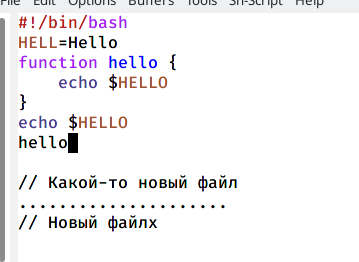 File Edit Options Buffers Tools Sh-Script Help
#!/bin/bash
HELL=Hello
function hello {
    echo $HELLO
}
echo $HELLO
hello
// Какой-то новый файл
.....................
// Новый файлx